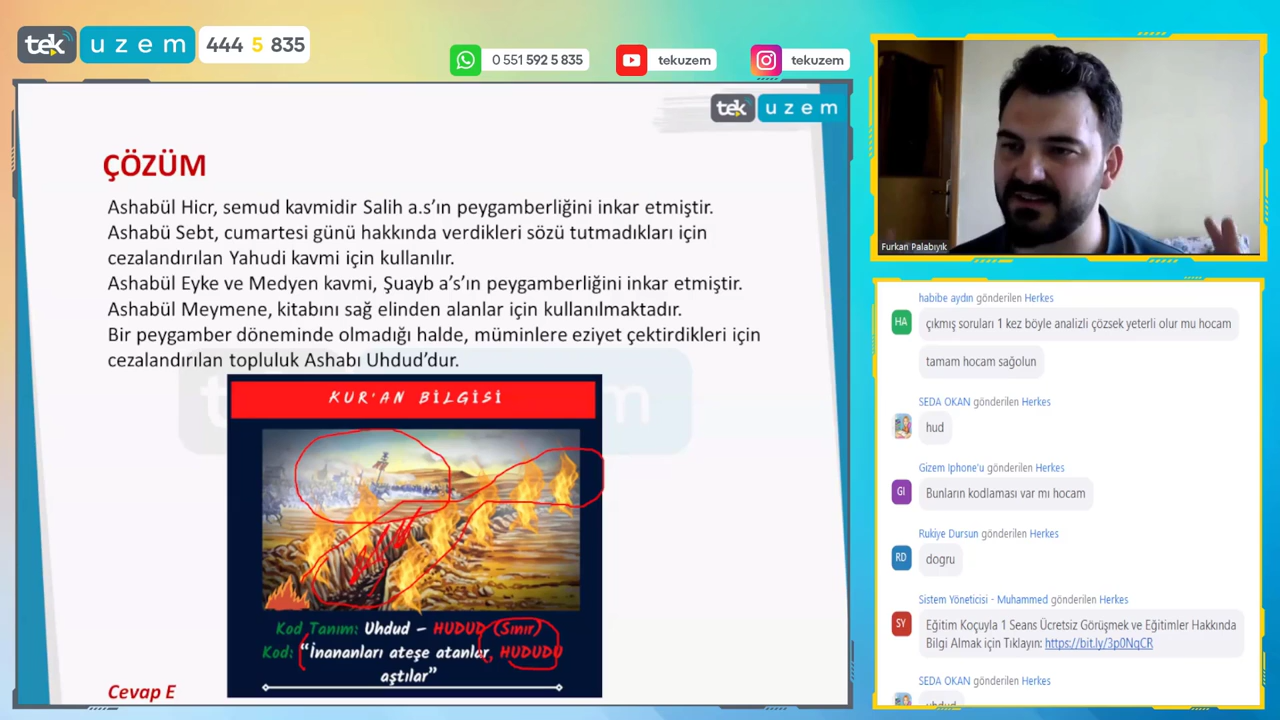 tek uzem 444 5 835
0 551 592 5 835
tekuzem
tekuzem
tek uzem
ÇÖZÜM
Ashabül Hicr, semud kavmidir Salih a.s’ın peygamberliğini inkar etmiştir.
Ashabü Sebt, cumartesi günü hakkında verdikleri sözü tutmadıkları için
cezalandırılan Yahudi kavmi için kullanılır.
Ashabül Eyke ve Medyen kavmi, Şuayb a’s’ın peygamberliğini inkar etmiştir.
Ashabül Meymene, kitabını sağ elinden alanlar için kullanılmaktadır.
Bir peygamber döneminde olmadığı halde, müminlere eziyet çektirdikleri için
cezalandırılan topluluk Ashabı Uhdud’dur.
KUR'AN BİLGİSİ
Kod Tanım: Uhdud – HUDUD (Sınır)
Kod: “İnananları ateşe atanlar, HUDUDU
aştılar”
Cevap E
Furkan Palabıyık
habibe aydın gönderilen Herkes
HA
çıkmış soruları 1 kez böyle analizli çözsek yeterli olur mu hocam
tamam hocam sağolun
SEDA OKAN gönderilen Herkes
hud
Gizem Iphone'u gönderilen Herkes
GI
Bunların kodlaması var mı hocam
Rukiye Dursun gönderilen Herkes
RD
dogru
Sistem Yöneticisi - Muhammed gönderilen Herkes
SY
Eğitim Koçuyla 1 Seans Ücretsiz Görüşmek ve Eğitimler Hakkında
Bilgi Almak için Tıklayın: https://bit.ly/3p0NqCR
SEDA OKAN gönderilen Herkes
uhdud